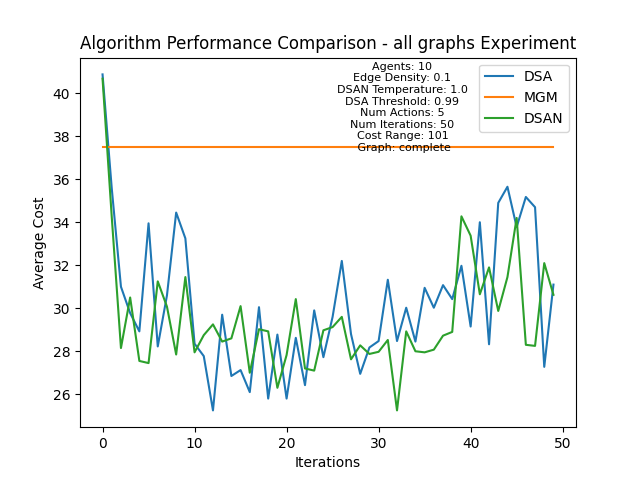 Algorithm Performance Comparison - all graphs Experiment
Agents: 10
Edge Density: 0.1
DSAN Temperature: 1.0
DSA Threshold: 0.99
Num Actions: 5
Num Iterations: 50
Cost Range: 101
Graph: complete
DSA
MGM
DSAN
Average Cost
40
38
36
34
32
30
28
26
0
10
20
30
40
50
Iterations